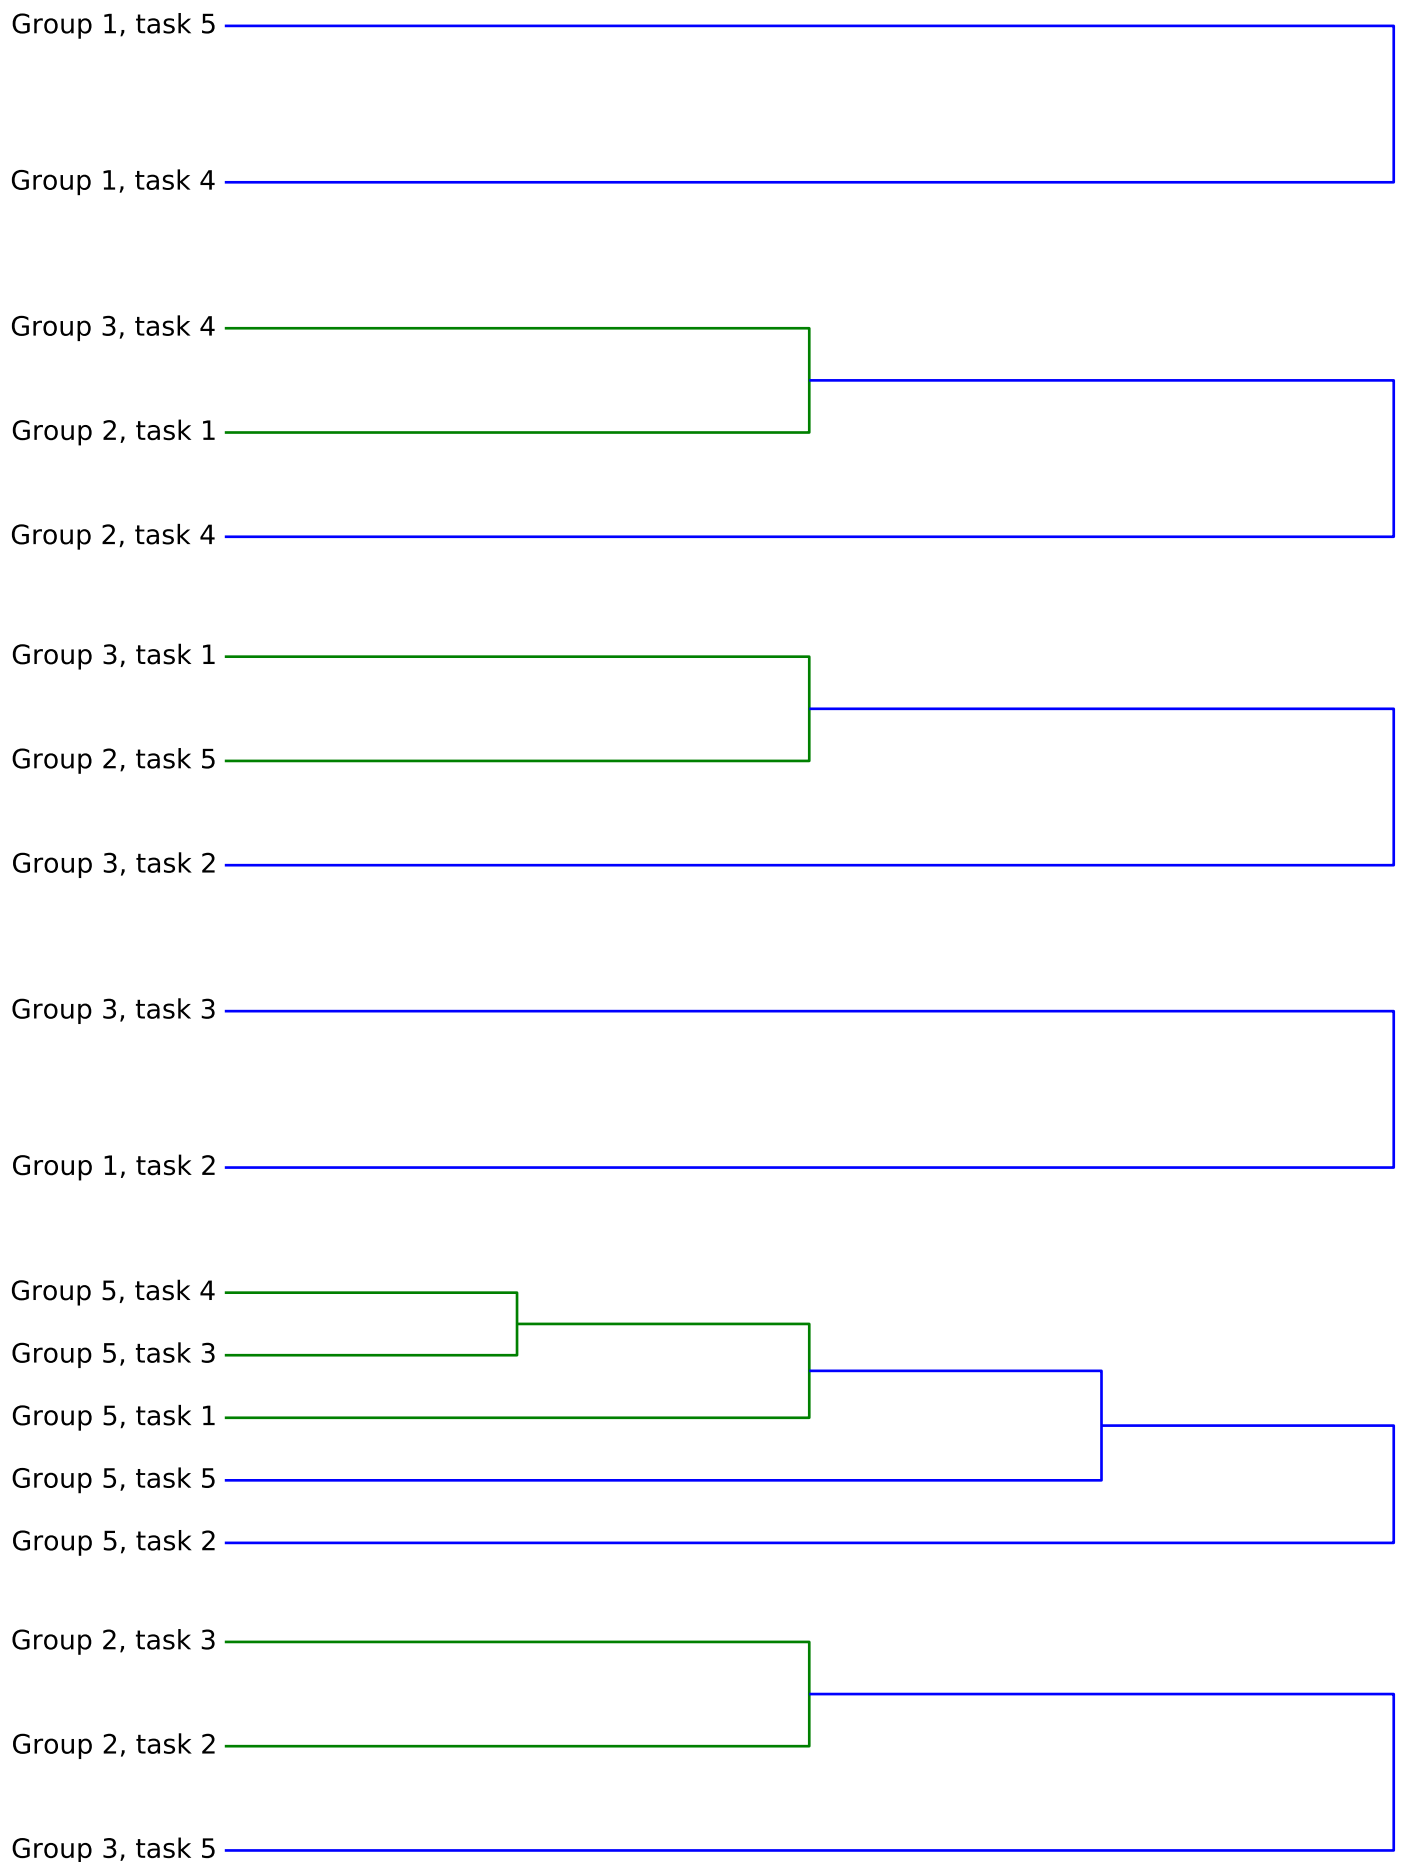 Group 1, task 5
Group 1, task 4
Group 3, task 4
Group 2, task 1
Group 2, task 4
Group 3, task 1
Group 2, task 5
Group 3, task 2
Group 3, task 3
Group 1, task 2
Group 5, task 4
Group 5, task 3
Group 5, task 1
Group 5, task 5
Group 5, task 2
Group 2, task 3
Group 2, task 2
Group 3, task 5